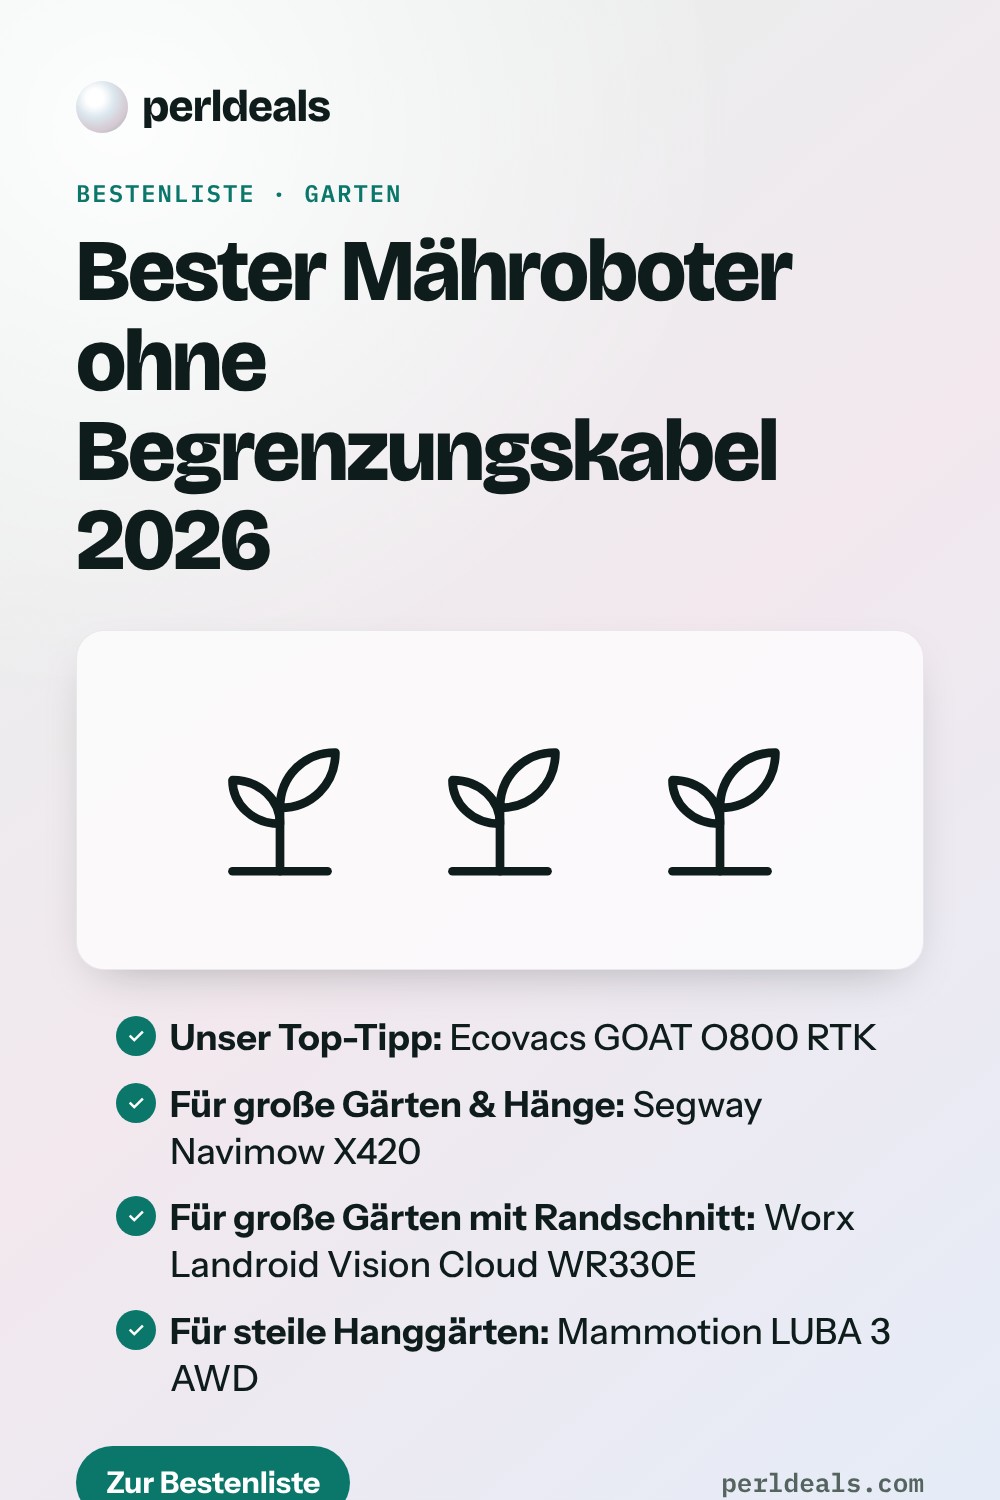 perldeals
BESTENLISTE · GARTEN
Bester Mähroboter
ohne
Begrenzungskabel
2026
Unser Top-Tipp: Ecovacs GOAT O800 RTK
Für große Gärten & Hänge: Segway
Navimow X420
Für große Gärten mit Randschnitt: Worx
Landroid Vision Cloud WR330E
Für steile Hanggärten: Mammotion LUBA 3
AWD
Zur Bestenliste
perldeals.com